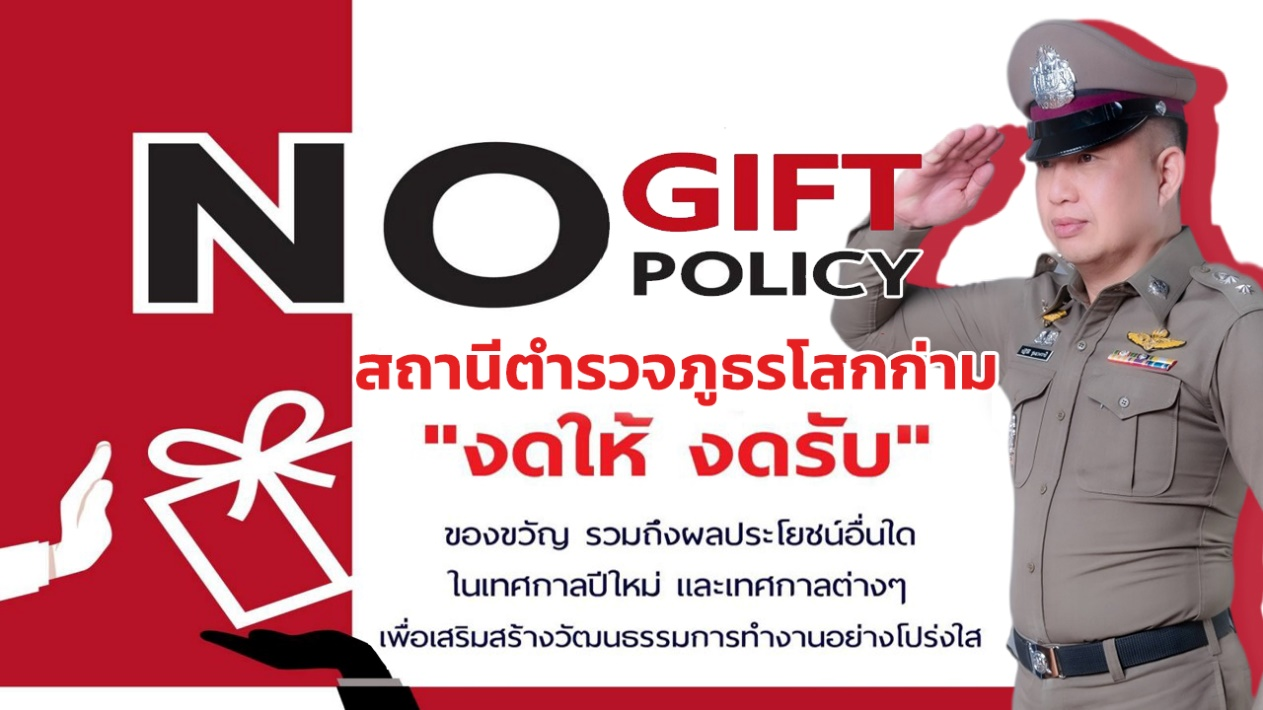 NO GIFT
POLICY
สถานีตำรวจภูธรโสกก่าม
"งดให้ งดรับ"
ของขวัญ รวมถึงผลประโยชน์อื่นใด
ในเทศกาลปีใหม่ และเทศกาลต่างๆ
เพื่อเสริมสร้างวัฒนธรรมการทำงานอย่างโปร่งใส